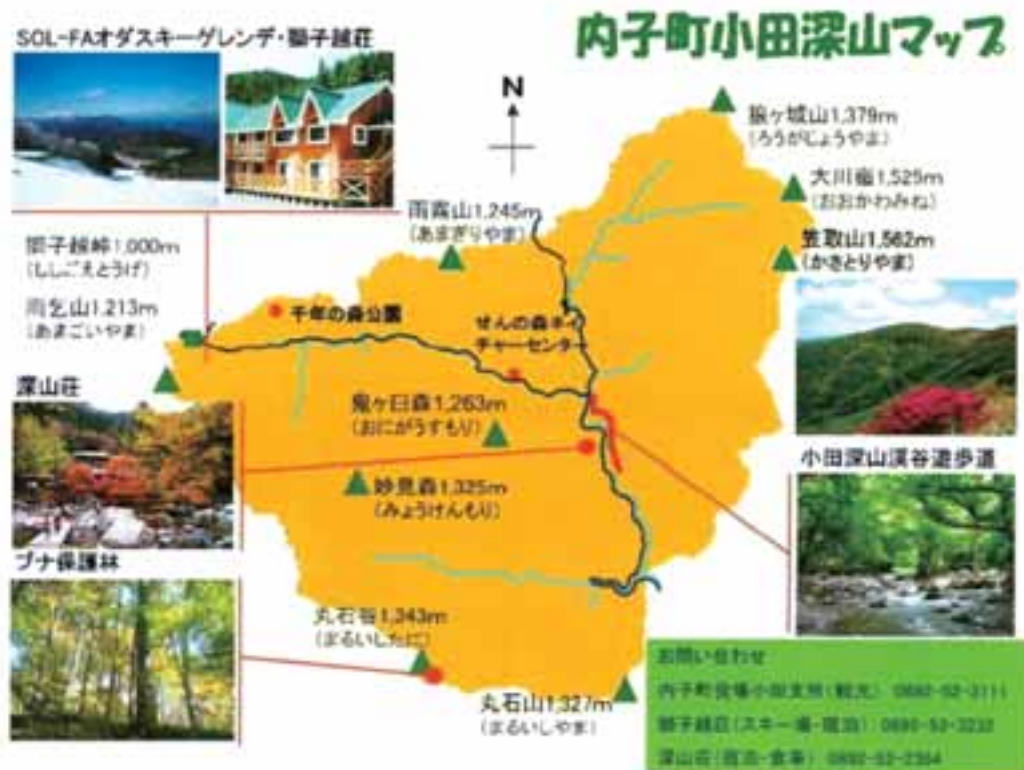 内子町小田深山マップ
SOL-FAオダスキーゲレンデ・獅子越荘
N
狼ヶ城山1,379m
(ろうがじょうやま)
大川嶺1,525m
(おおかわみね)
雨霧山1,245m
(あまぎりやま)
笠取山1,562m
(かさとりやま)
獅子越峠1,000m
(ししごえとうげ)
雨乞山1,213m
(あまごいやま)
千年の森公園
せんの森ネイ
チャーセンター
深山荘
鬼ヶ臼森1,263m
(おにがうすもり)
小田深山渓谷遊歩道
妙見森1,325m
(みょうけんもり)
ブナ保護林
丸石谷1,343m
(まるいしたに)
丸石山1,327m
(まるいしやま)
お問い合わせ
内子町役場小田支所(観光)
獅子越荘(スキー場・宿泊)
深山荘(宿泊・食事)